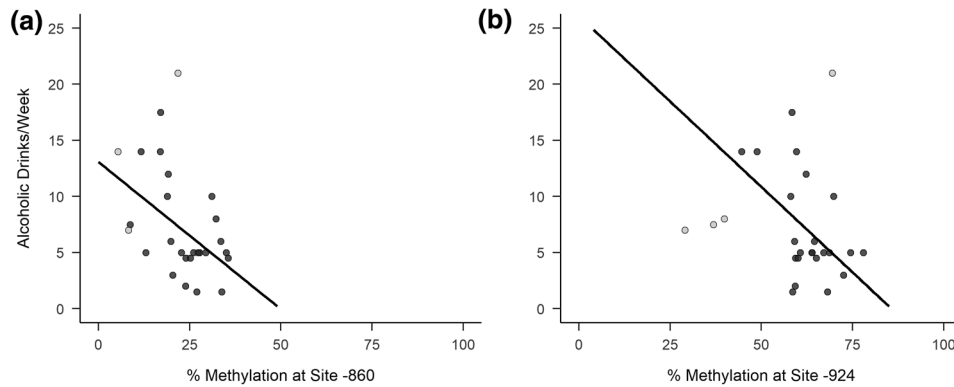 (a)
Alcoholic Drinks/Week
25
20
15
10
5
0
0 25 50 75 100
% Methylation at Site -860
(b)
25
20
15
10
5
0
0 25 50 75 100
% Methylation at Site -924